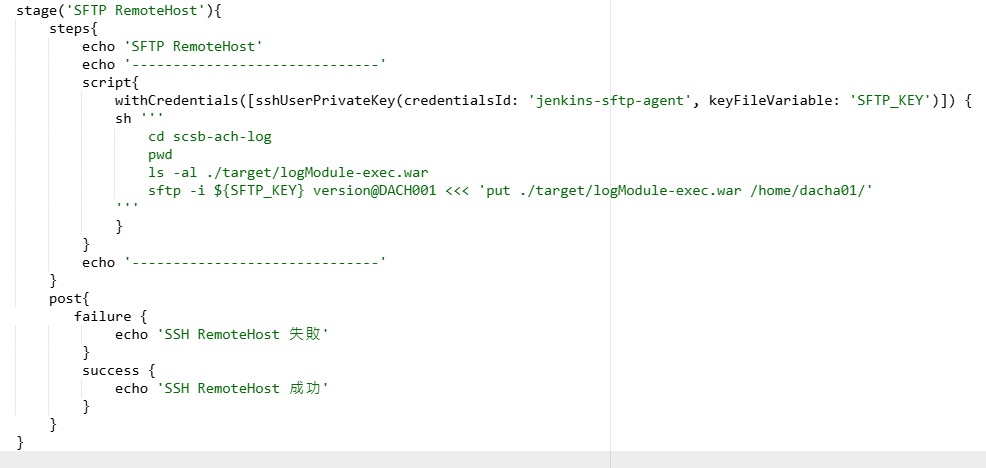 stage('SFTP RemoteHost'){
    steps{
        echo 'SFTP RemoteHost'
        echo '------------------------------'
        script{
            withCredentials([sshUserPrivateKey(credentialsId: 'jenkins-sftp-agent', keyFileVariable: 'SFTP_KEY')]) {
            sh '''
                cd scsb-ach-log
                pwd
                ls -al ./target/logModule-exec.war
                sftp -i ${SFTP_KEY} version@DACH001 <<< 'put ./target/logModule-exec.war /home/dacha01/'
            '''
            }
        }
        echo '------------------------------'
    }
    post{
       failure {
            echo 'SSH RemoteHost 失敗'
        }
        success {
            echo 'SSH RemoteHost 成功'
        }
    }
}